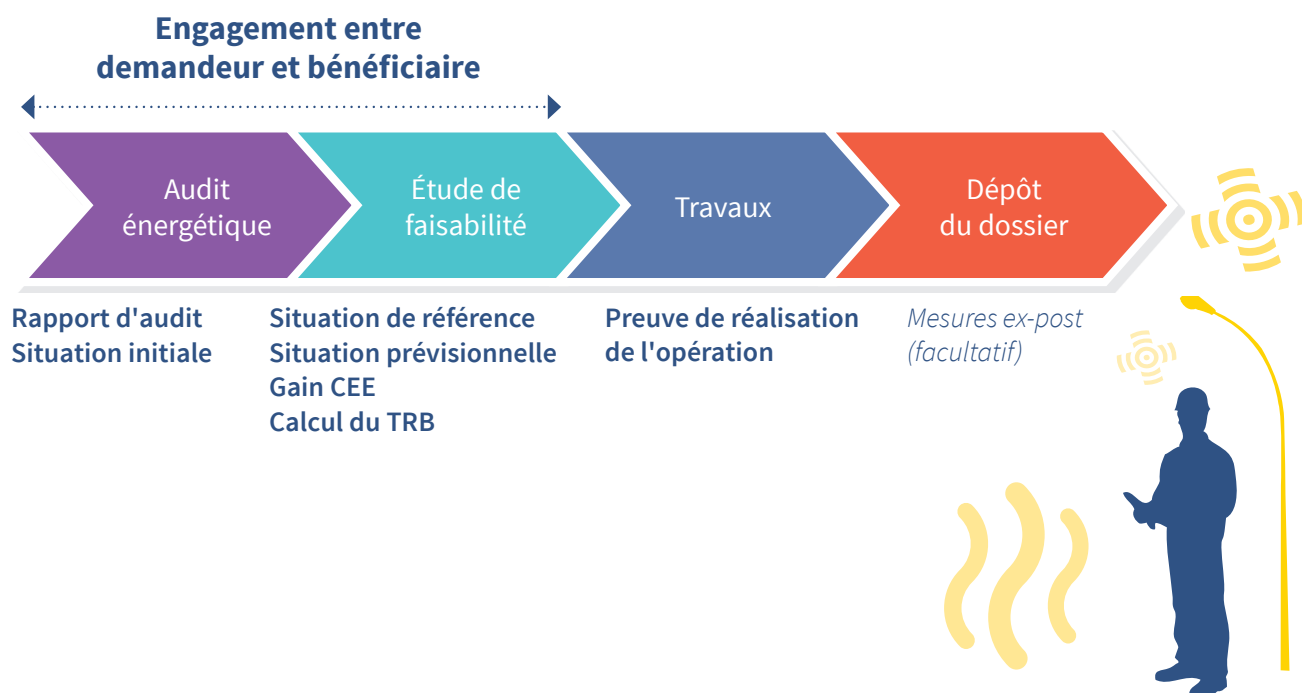 Engagement entre
demandeur et bénéficiaire
Audit
énergétique
Étude de
faisabilité
Travaux
Dépôt
du dossier
Rapport d'audit
Situation initiale
Situation de référence
Situation prévisionnelle
Gain CEE
Calcul du TRB
Preuve de réalisation
de l'opération
Mesures ex-post
(facultatif)